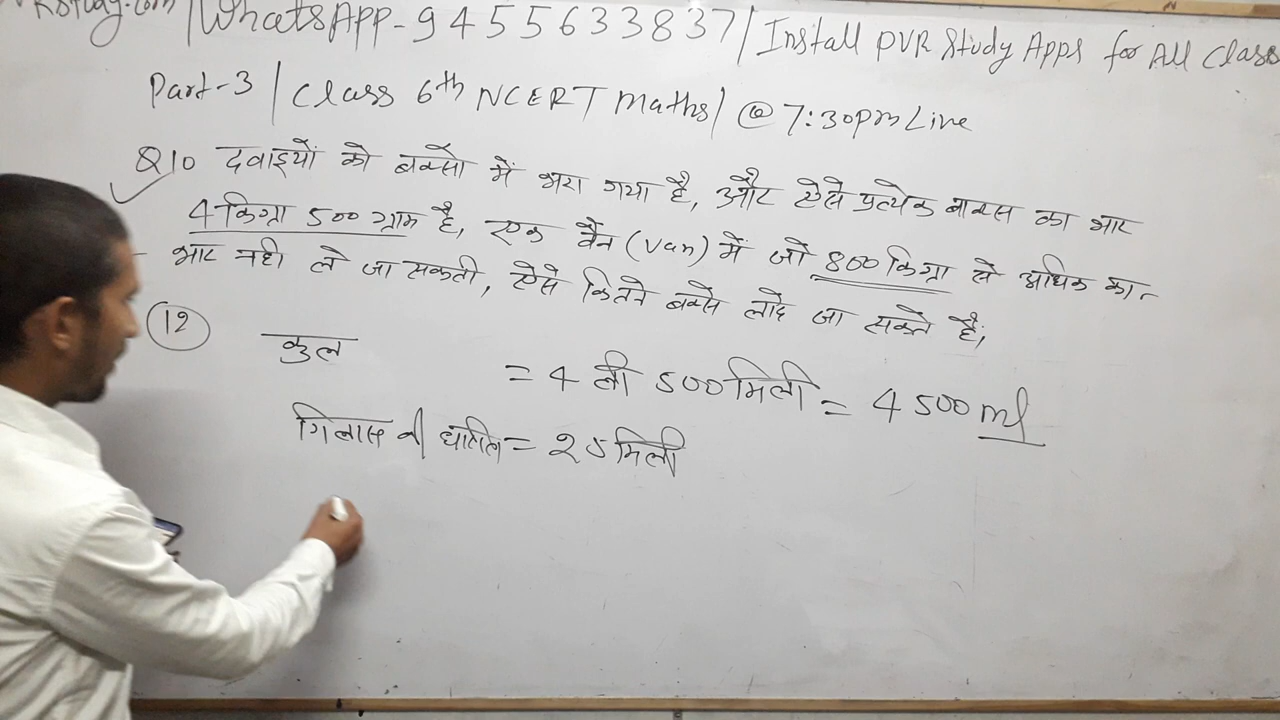 RStudy.com | WhatsApp-9455633837 | Install PVR Study Apps for All Class
Part-3 | Class 6th NCERT Maths | @ 7:30pm Live
Q10 दवाइयों को बक्सों में भरा गया है, और ऐसे प्रत्येक बाक्स का भार
4 किग्रा 500 ग्राम है, एक वैन (Van) में जो 800 किग्रा से अधिक का
भार नही ले जा सकती, ऐसे कितने बक्से लादे जा सकते हैं,
12 कुल = 4 ली 500 मिली = 4500 ml
गिलास की धारिता = 25 मिली